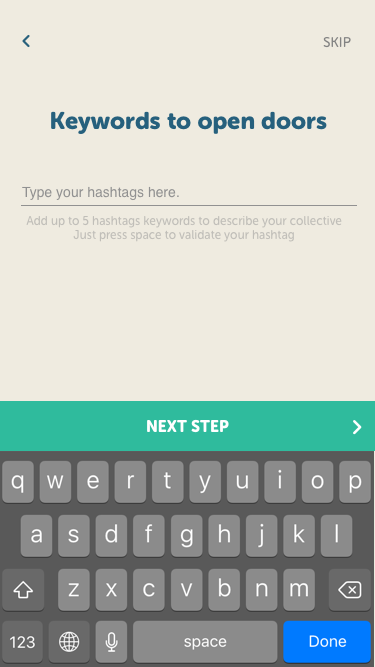 SKIP
Keywords to open doors
Type your hashtags here.
Add up to 5 hashtags keywords to describe your collective
Just press space to validate your hashtag
NEXT STEP
q w e r t y u i o p
a s d f g h j k l
z x c v b n m
123 space Done